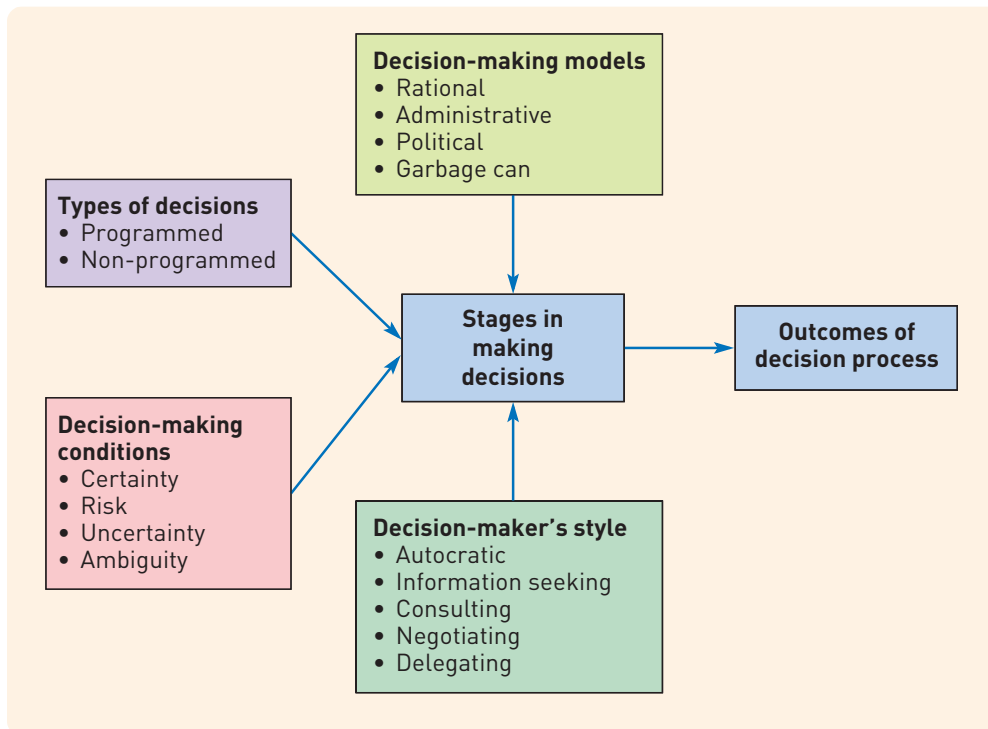 Decision-making models
• Rational
• Administrative
• Political
• Garbage can
Types of decisions
• Programmed
• Non-programmed
Stages in
making
decisions
Outcomes of
decision process
Decision-making
conditions
• Certainty
• Risk
• Uncertainty
• Ambiguity
Decision-maker’s style
• Autocratic
• Information seeking
• Consulting
• Negotiating
• Delegating